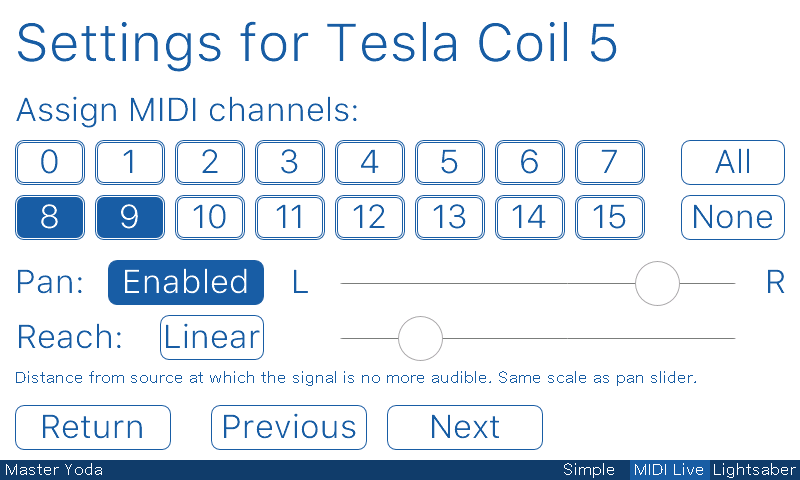 Settings for Tesla Coil 5
Assign MIDI channels:
0 1 2 3 4 5 6 7 All
8 9 10 11 12 13 14 15 None
Pan: Enabled L R
Reach: Linear
Distance from source at which the signal is no more audible. Same scale as pan slider.
Return Previous Next
Master Yoda Simple MIDI Live Lightsaber